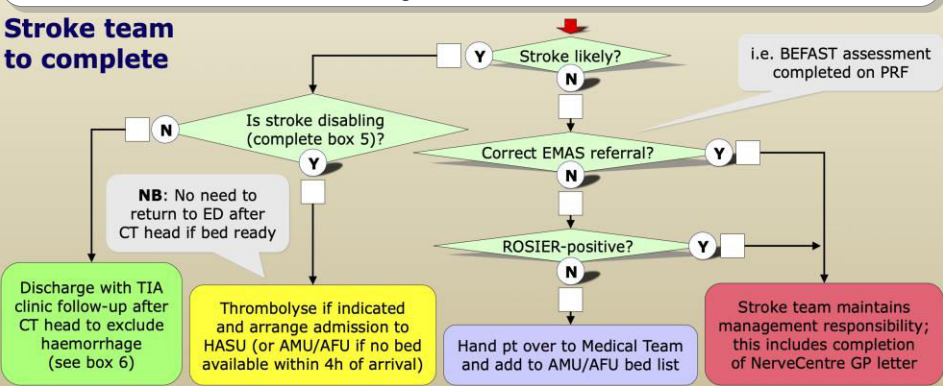 Stroke team
to complete
Y
Stroke likely?
N
i.e. BEFAST assessment
completed on PRF
N
Is stroke disabling
(complete box 5)?
Y
Correct EMAS referral?
Y
N
NB: No need to
return to ED after
CT head if bed ready
ROSIER-positive?
Y
N
Discharge with TIA
clinic follow-up after
CT head to exclude
haemorrhage
(see box 6)
Thrombolyse if indicated
and arrange admission to
HASU (or AMU/AFU if no bed
available within 4h of arrival)
Hand pt over to Medical Team
and add to AMU/AFU bed list
Stroke team maintains
management responsibility;
this includes completion
of NerveCentre GP letter